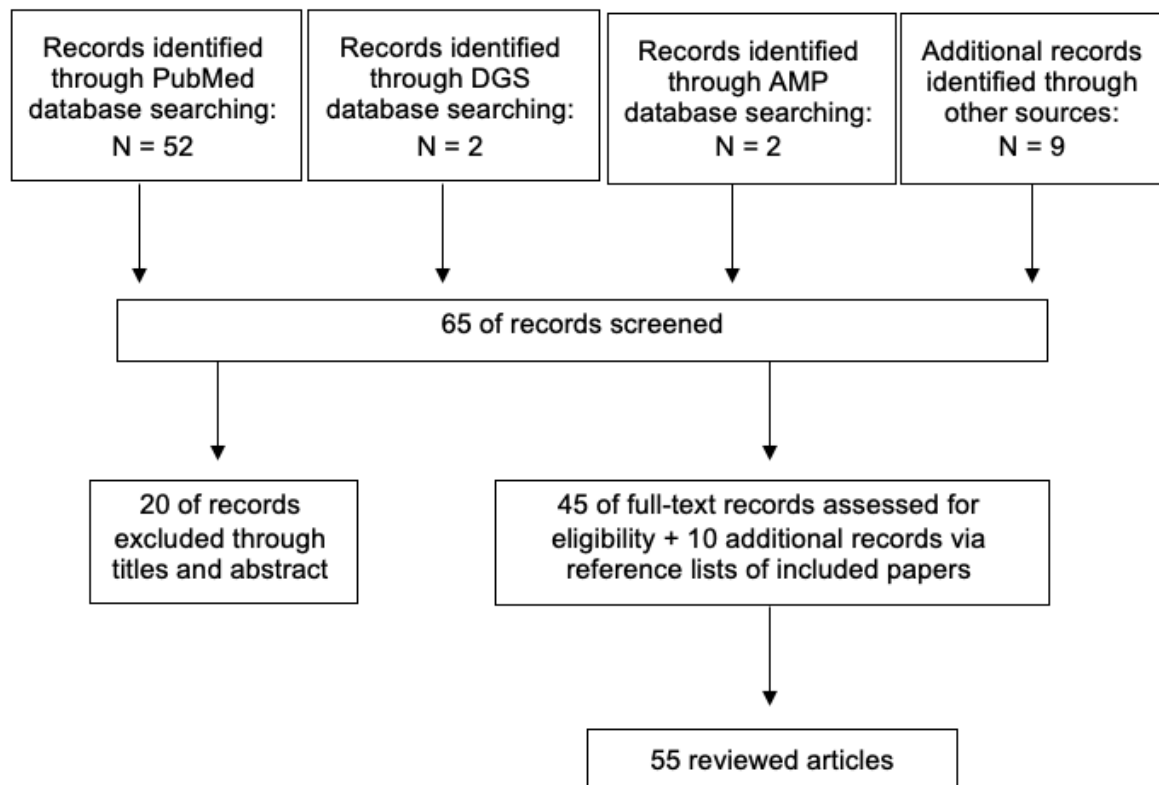 Records identified
through PubMed
database searching:
N = 52
Records identified
through DGS
database searching:
N = 2
Records identified
through AMP
database searching:
N = 2
Additional records
identified through
other sources:
N = 9
65 of records screened
20 of records
excluded through
titles and abstract
45 of full-text records assessed for
eligibility + 10 additional records via
reference lists of included papers
55 reviewed articles